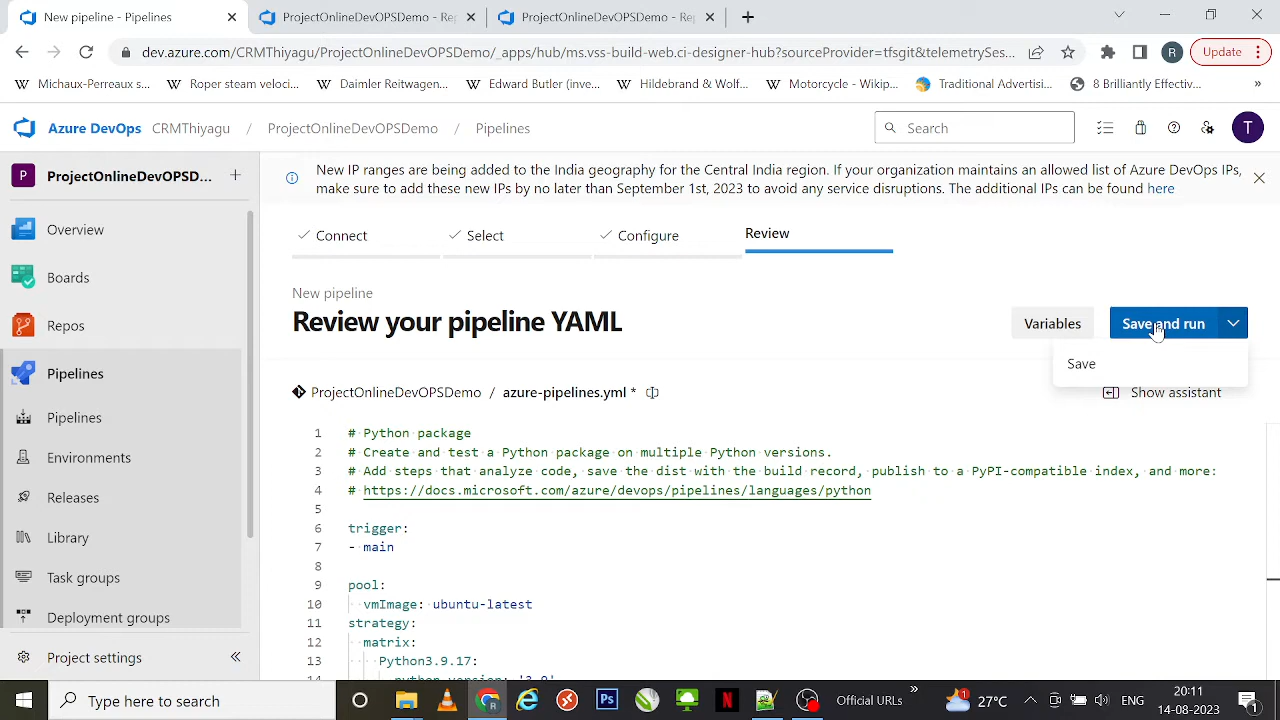 New pipeline - Pipelines
ProjectOnlineDevOPSDemo - Rep
ProjectOnlineDevOPSDemo - Rep
dev.azure.com/CRMThiyagu/ProjectOnlineDevOPSDemo/_apps/hub/ms.vss-build-web.ci-designer-hub?sourceProvider=tfsgit&telemetrySes...
R
Update
Michaux-Perreaux s...
Roper steam veloci...
Daimler Reitwagen...
Edward Butler (inve...
Hildebrand & Wolf...
Motorcycle - Wikip...
Traditional Adverti...
8 Brilliantly Effectiv...
»
Azure DevOps CRMThiyagu / ProjectOnlineDevOPSDemo / Pipelines
Search
T
P ProjectOnlineDevOPSD... +
New IP ranges are being added to the India geography for the Central India region. If your organization maintains an allowed list of Azure DevOps IPs,
make sure to add these new IPs by no later than September 1st, 2023 to avoid any service disruptions. The additional IPs can be found here
Overview
Boards
Repos
Pipelines
Pipelines
Environments
Releases
Library
Task groups
Deployment groups
Project settings
Connect
Select
Configure
Review
New pipeline
Review your pipeline YAML
Variables
Save and run
Save
ProjectOnlineDevOPSDemo / azure-pipelines.yml *
Show assistant
1 # Python package
2 # Create and test a Python package on multiple Python versions.
3 # Add steps that analyze code, save the dist with the build record, publish to a PyPI-compatible index, and more:
4 # https://docs.microsoft.com/azure/devops/pipelines/languages/python
5
6 trigger:
7 - main
8
9 pool:
10 vmImage: ubuntu-latest
11 strategy:
12 matrix:
13 Python3.9.17:
14 python.version: '3.9'
Type here to search
Ps
N
Official URLs
»
1
27°C
ENG
20:11
14-08-2023
1